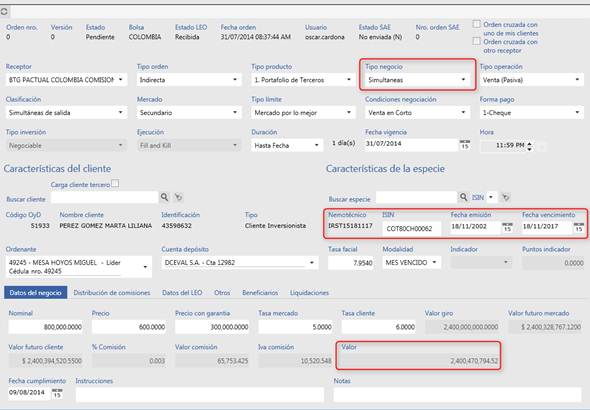 Orden nro. Versión Estado Bolsa Estado LEO Fecha orden Usuario Estado SAE Nro. orden SAE Orden cruzada con uno de mis clientes
0 0 Pendiente COLOMBIA Recibida 31/07/2014 08:37:44 AM oscar.cardona No enviada (N) 0 Orden cruzada con otro receptor
Receptor Tipo orden Tipo producto Tipo negocio Tipo operación
BTG PACTUAL COLOMBIA COMISION Indirecta 1. Portafolio de Terceros Simultaneas Venta (Pasiva)
Clasificación Mercado Tipo límite Condiciones negociación Forma pago
Simultáneas de salida Secundario Mercado por lo mejor Venta en Corto 1-Cheque
Tipo inversión Ejecución Duración Fecha vigencia Hora
Negociable Fill and Kill Hasta Fecha 1 día(s) 31/07/2014 15 11:59 PM
Características del cliente Características de la especie
Carga cliente tercero
Buscar cliente Buscar especie ISIN
Código OyD Nombre cliente Identificación Tipo Nemotécnico ISIN Fecha emisión Fecha vencimiento
51933 PEREZ GOMEZ MARTA LILIANA 43598632 Cliente Inversionista IRST15181117 COT80CH00062 18/11/2002 15 18/11/2017 15
Ordenante Cuenta depósito Tasa facial Modalidad Indicador Puntos indicador
49245 - MESA HOYOS MIGUEL - Líder Cédula nro. 49245 DCEVAL S.A. - Cta 12982 7.9540 MES VENCIDO 0.0000
Datos del negocio Distribución de comisiones Datos del LEO Otros Beneficiarios Liquidaciones
Nominal Precio Precio con garantia Tasa mercado Tasa cliente Valor giro Valor futuro mercado
800,000.0000 600.0000 300.0000 5.0000 6.0000 2,400,000,000.0000 $ 2,400,328,767.1200
Valor futuro cliente % Comisión Valor comisión Iva comisión Valor
$ 2,400,394,520.5500 0.003 65,753.425 10,520.548 2,400,470,794.52
Fecha cumplimiento Instrucciones Notas
09/08/2014 15